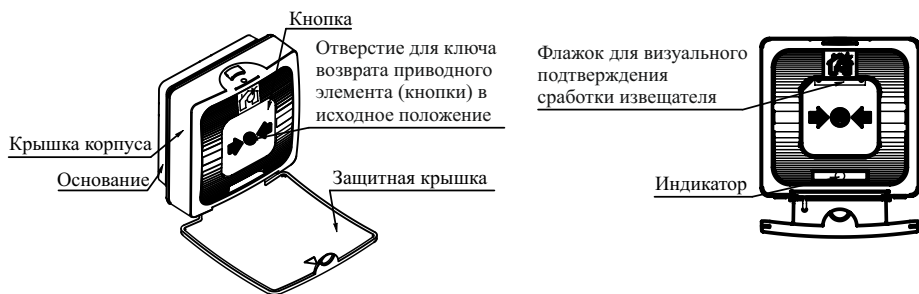 Кнопка
Отверстие для ключа
возврата приводного
элемента (кнопки) в
исходное положение
Крышка корпуса
Основание
Защитная крышка
Флажок для визуального
подтверждения
сработки извещателя
Индикатор